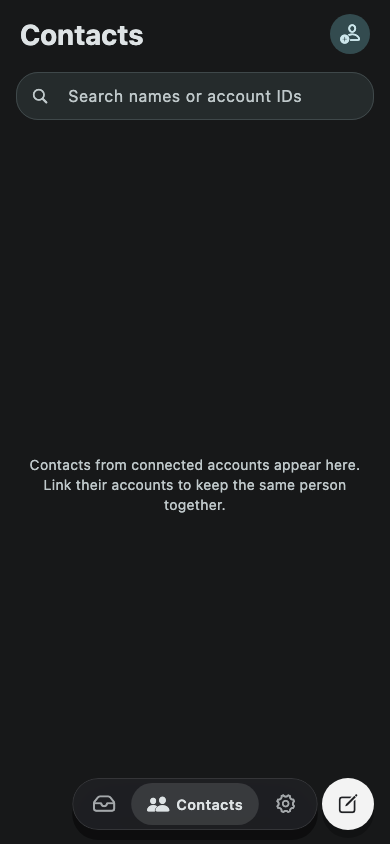 Contacts
Search names or account IDs
Contacts from connected accounts appear here.
Link their accounts to keep the same person
together.
Contacts